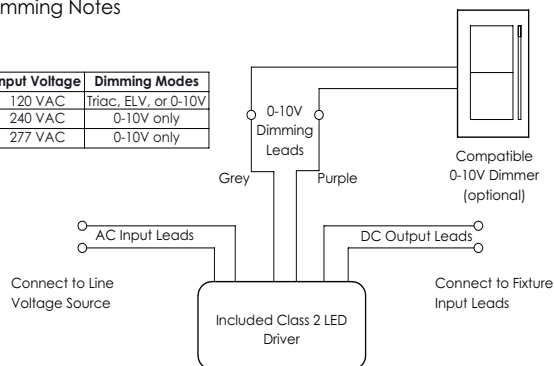 mming Notes
nput Voltage Dimming Modes
120 VAC Triac, ELV, or 0-10V
240 VAC 0-10V only
277 VAC 0-10V only
0-10V
Dimming
Leads
Grey
Purple
Compatible
0-10V Dimmer
(optional)
AC Input Leads
DC Output Leads
Connect to Line
Voltage Source
Connect to Fixture
Input Leads
Included Class 2 LED
Driver